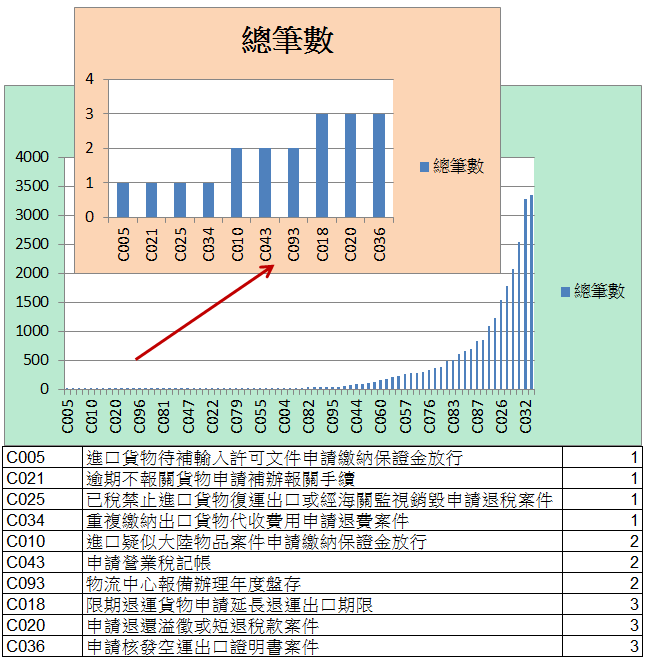 總筆數
4
3
2
1
0
C005 C021 C025 C034 C010 C043 C093 C018 C020 C036
總筆數
4000
3500
3000
2500
2000
1500
1000
500
0
C005 C010 C020 C096 C081 C047 C022 C079 C055 C004 C082 C095 C044 C060 C057 C076 C083 C087 C026 C032
總筆數
C005 進口貨物待補輸入許可文件申請繳納保證金放行 1
C021 逾期不報關貨物申請補辦報關手續 1
C025 已稅禁止進口貨物復運出口或經海關監視銷毀申請退稅案件 1
C034 重複繳納出口貨物代收費用申請退費案件 1
C010 進口疑似大陸物品案件申請繳納保證金放行 2
C043 申請營業稅記帳 2
C093 物流中心報備辦理年度盤存 2
C018 限期退運貨物申請延長退運出口期限 3
C020 申請退還溢徵或短退稅款案件 3
C036 申請核發空運出口證明書案件 3